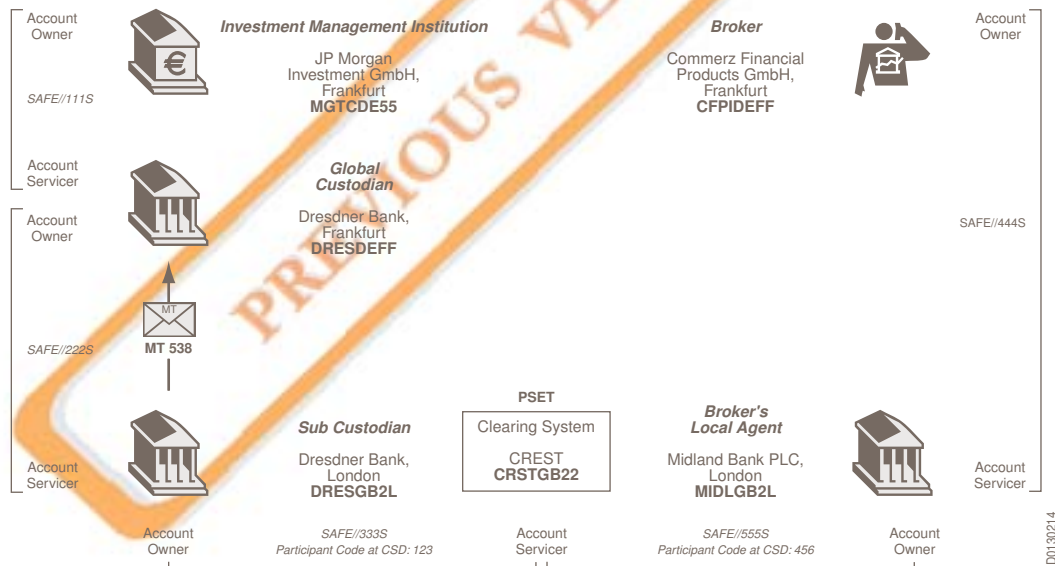 Account
Owner
Investment Management Institution
Broker
Account
Owner
JP Morgan
Investment GmbH,
Frankfurt
MGTCDE55
€
Commerz Financial
Products GmbH,
Frankfurt
CFPIDEFF
SAFE//111S
Account
Servicer
Global
Custodian
Account
Owner
Dresdner Bank,
Frankfurt
DRESDEFF
SAFE//444S
MT
MT 538
SAFE//222S
PREVIOUS
PSET
Sub Custodian
Clearing System
Broker's
Local Agent
Account
Servicer
Dresdner Bank,
London
DRESGB2L
CREST
CRSTGB22
Midland Bank PLC,
London
MIDLGB2L
Account
Servicer
Account
Owner
SAFE//333S
Participant Code at CSD: 123
Account
Servicer
SAFE//555S
Participant Code at CSD: 456
Account
Owner
D0130214